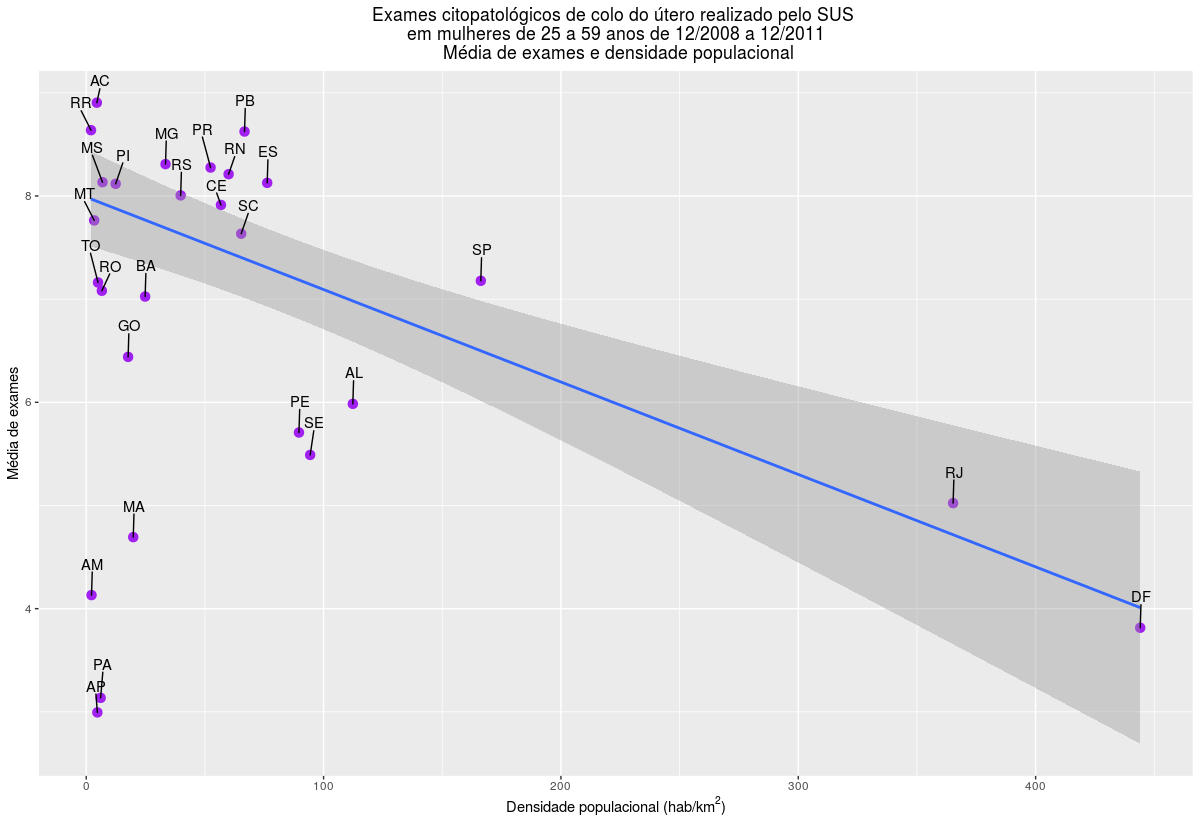 Exames citopatológicos de colo do útero realizado pelo SUS
em mulheres de 25 a 59 anos de 12/2008 a 12/2011
Média de exames e densidade populacional
AC
RR
PB
MG
PR
MS
PI
RS
RN
ES
CE
MT
SC
TO
RO
BA
SP
GO
AL
PE
SE
RJ
MA
AM
DF
PA
AP
8
6
4
Média de exames
0
100
200
300
400
Densidade populacional (hab/km²)